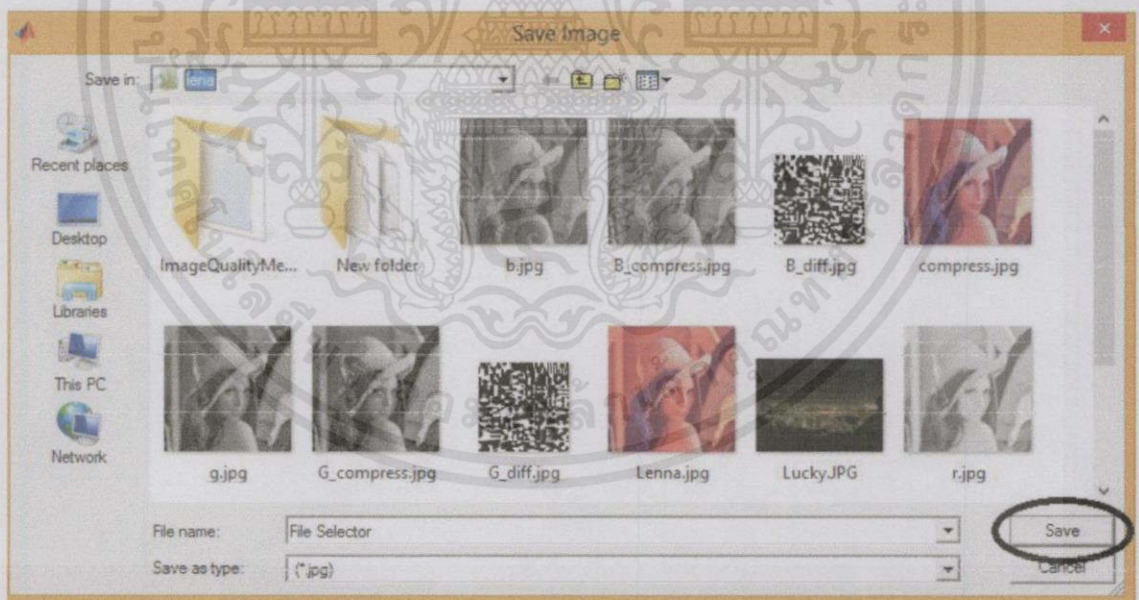 Save Image
Save in: lena
Recent places
Desktop
Libraries
This PC
Network
ImageQualityMe... New folder b.jpg B_compress.jpg B_diff.jpg compress.jpg
g.jpg G_compress.jpg G_diff.jpg Lenna.jpg Lucky.JPG r.jpg
File name: File Selector Save
Save as type: (*.jpg) Cancel